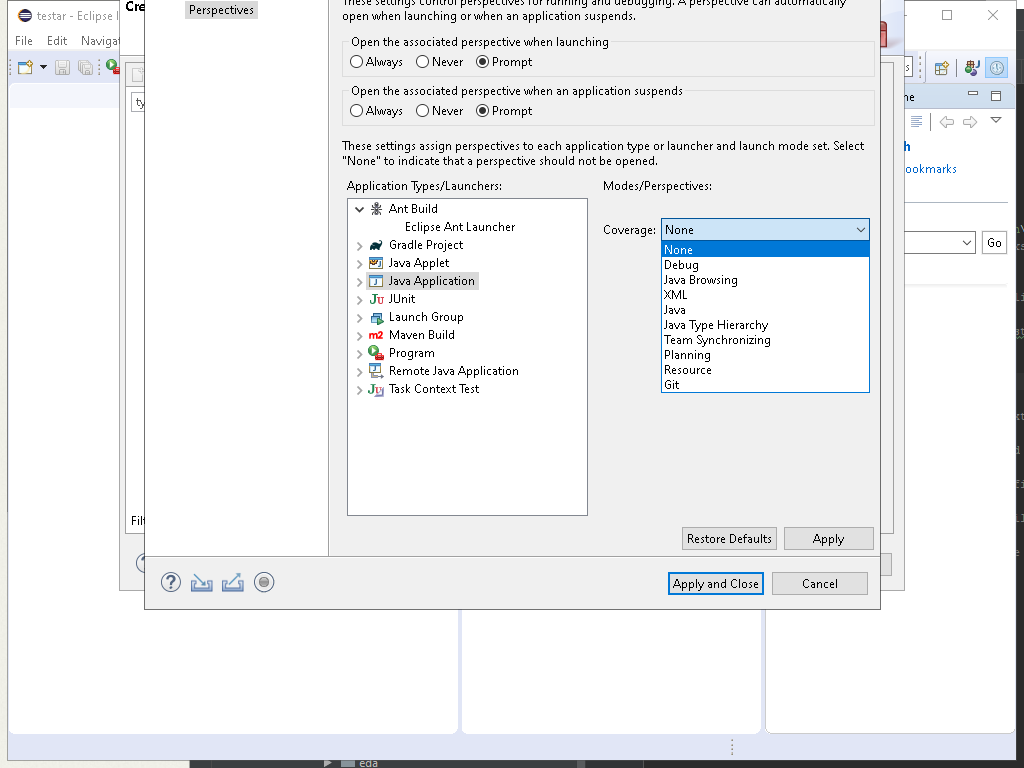 testar - Eclipse
Cre
Perspectives
These settings control perspectives for running and debugging. A perspective can automatically
open when launching or when an application suspends.
File Edit Naviga
Open the associated perspective when launching
Always Never Prompt
Open the associated perspective when an application suspends
Always Never Prompt
ty
These settings assign perspectives to each application type or launcher and launch mode set. Select
"None" to indicate that a perspective should not be opened.
ne
h
ookmarks
Application Types/Launchers:
Modes/Perspectives:
Ant Build
Eclipse Ant Launcher
Gradle Project
Java Applet
Java Application
JUnit
Launch Group
Maven Build
Program
Remote Java Application
Task Context Test
Coverage: None
None
Debug
Java Browsing
XML
Java
Java Type Hierarchy
Team Synchronizing
Planning
Resource
Git
Go
Filt
Restore Defaults
Apply
Apply and Close
Cancel
eda